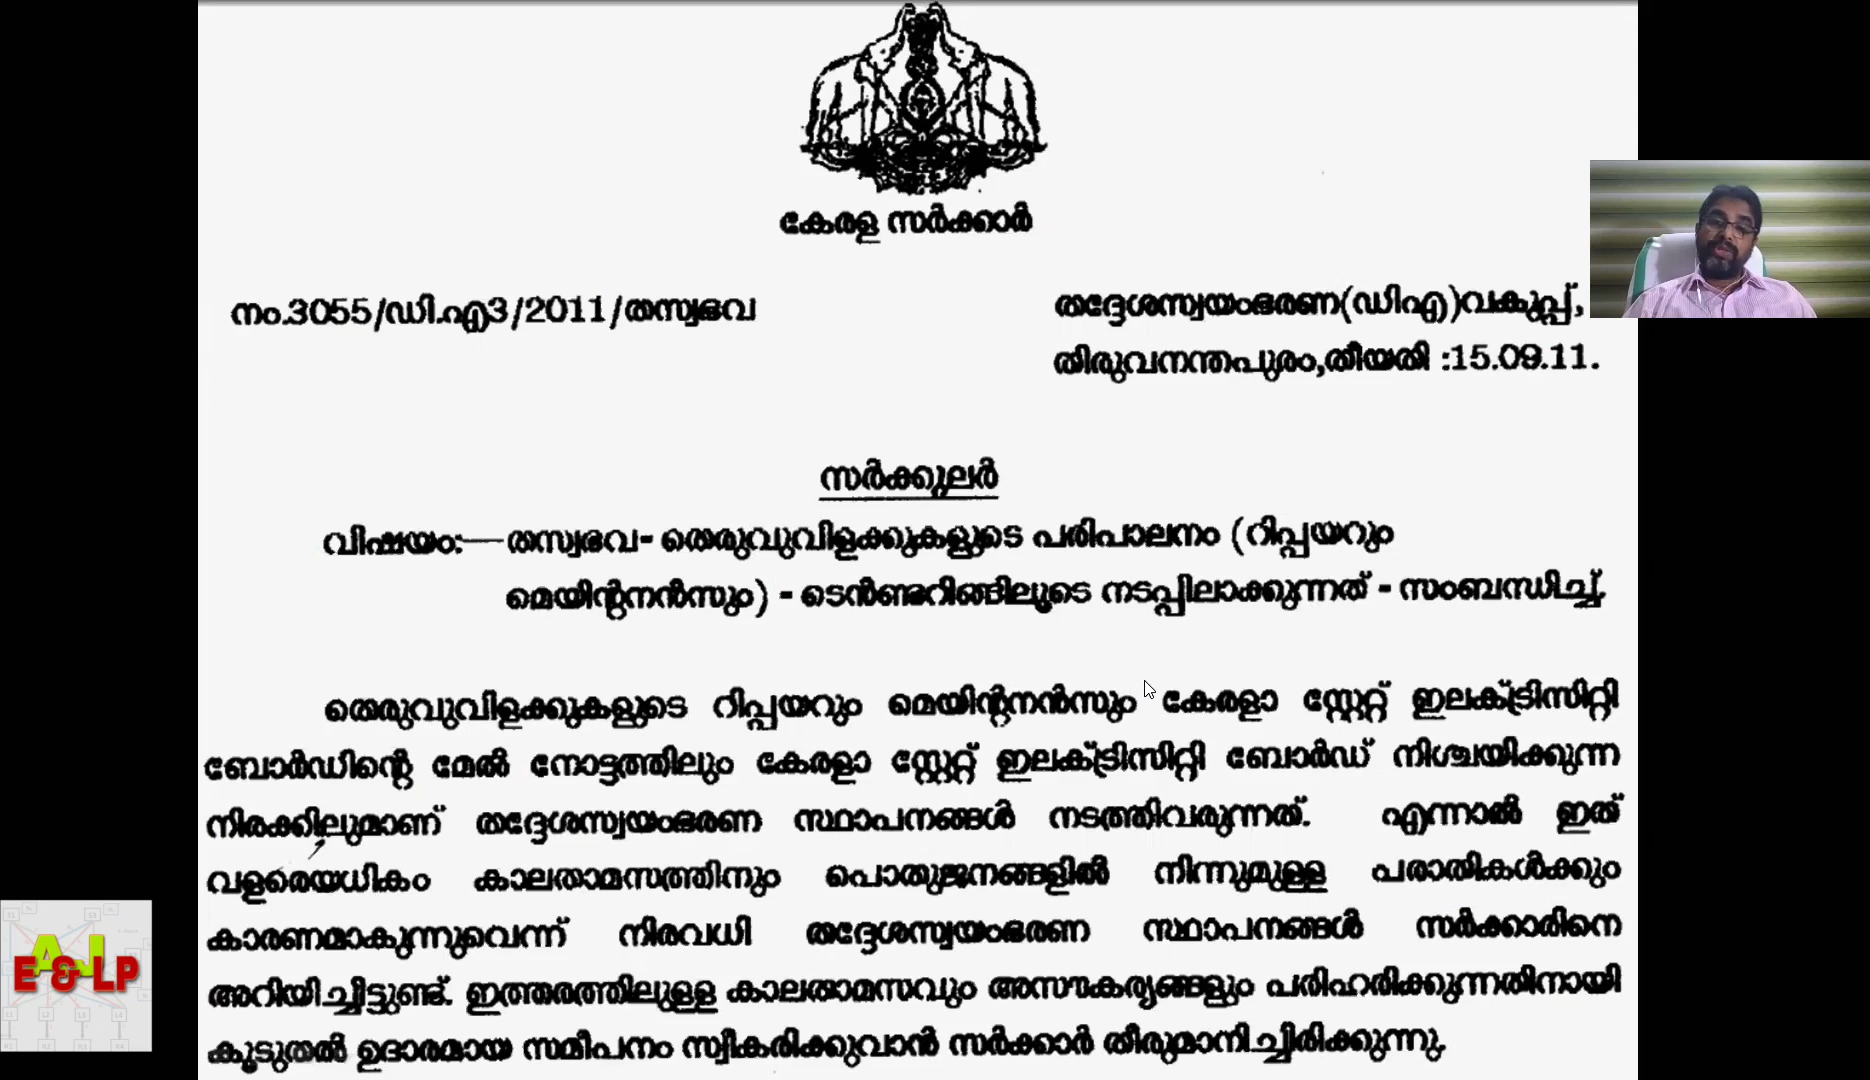 കേരള സർക്കാർ
നം.3055/ഡി.എ3/2011/തസ്വഭവ
തദ്ദേശസ്വയംഭരണ(ഡിഎ)വകുപ്പ്,
തിരുവനന്തപുരം,തീയതി :15.09.11.
സർക്കുലർ
വിഷയം:— തസ്വഭവ- തെരുവുവിളക്കുകളുടെ പരിപാലനം (റിപ്പയറും
മെയിന്റനൻസും) - ടെൻണ്ടറിങ്ങിലൂടെ നടപ്പിലാക്കുന്നത് - സംബന്ധിച്ച്.
തെരുവുവിളക്കുകളുടെ റിപ്പയറും മെയിന്റനൻസും കേരളാ സ്റ്റേറ്റ് ഇലക്ട്രിസിറ്റി
ബോർഡിന്റെ മേൽ നോട്ടത്തിലും കേരളാ സ്റ്റേറ്റ് ഇലക്ട്രിസിറ്റി ബോർഡ് നിശ്ചയിക്കുന്ന
നിരക്കിലുമാണ് തദ്ദേശസ്വയംഭരണ സ്ഥാപനങ്ങൾ നടത്തിവരുന്നത്. എന്നാൽ ഇത്
വളരെയധികം കാലതാമസത്തിനും പൊതുജനങ്ങളിൽ നിന്നുമുള്ള പരാതികൾക്കും
കാരണമാകുന്നുവെന്ന് നിരവധി തദ്ദേശസ്വയംഭരണ സ്ഥാപനങ്ങൾ സർക്കാരിനെ
അറിയിച്ചിട്ടുണ്ട്. ഇത്തരത്തിലുള്ള കാലതാമസവും അസൗകര്യങ്ങളും പരിഹരിക്കുന്നതിനായി
കൂടുതൽ ഉദാരമായ സമീപനം സ്വീകരിക്കുവാൻ സർക്കാർ തീരുമാനിച്ചിരിക്കുന്നു.
AJ
E & LP